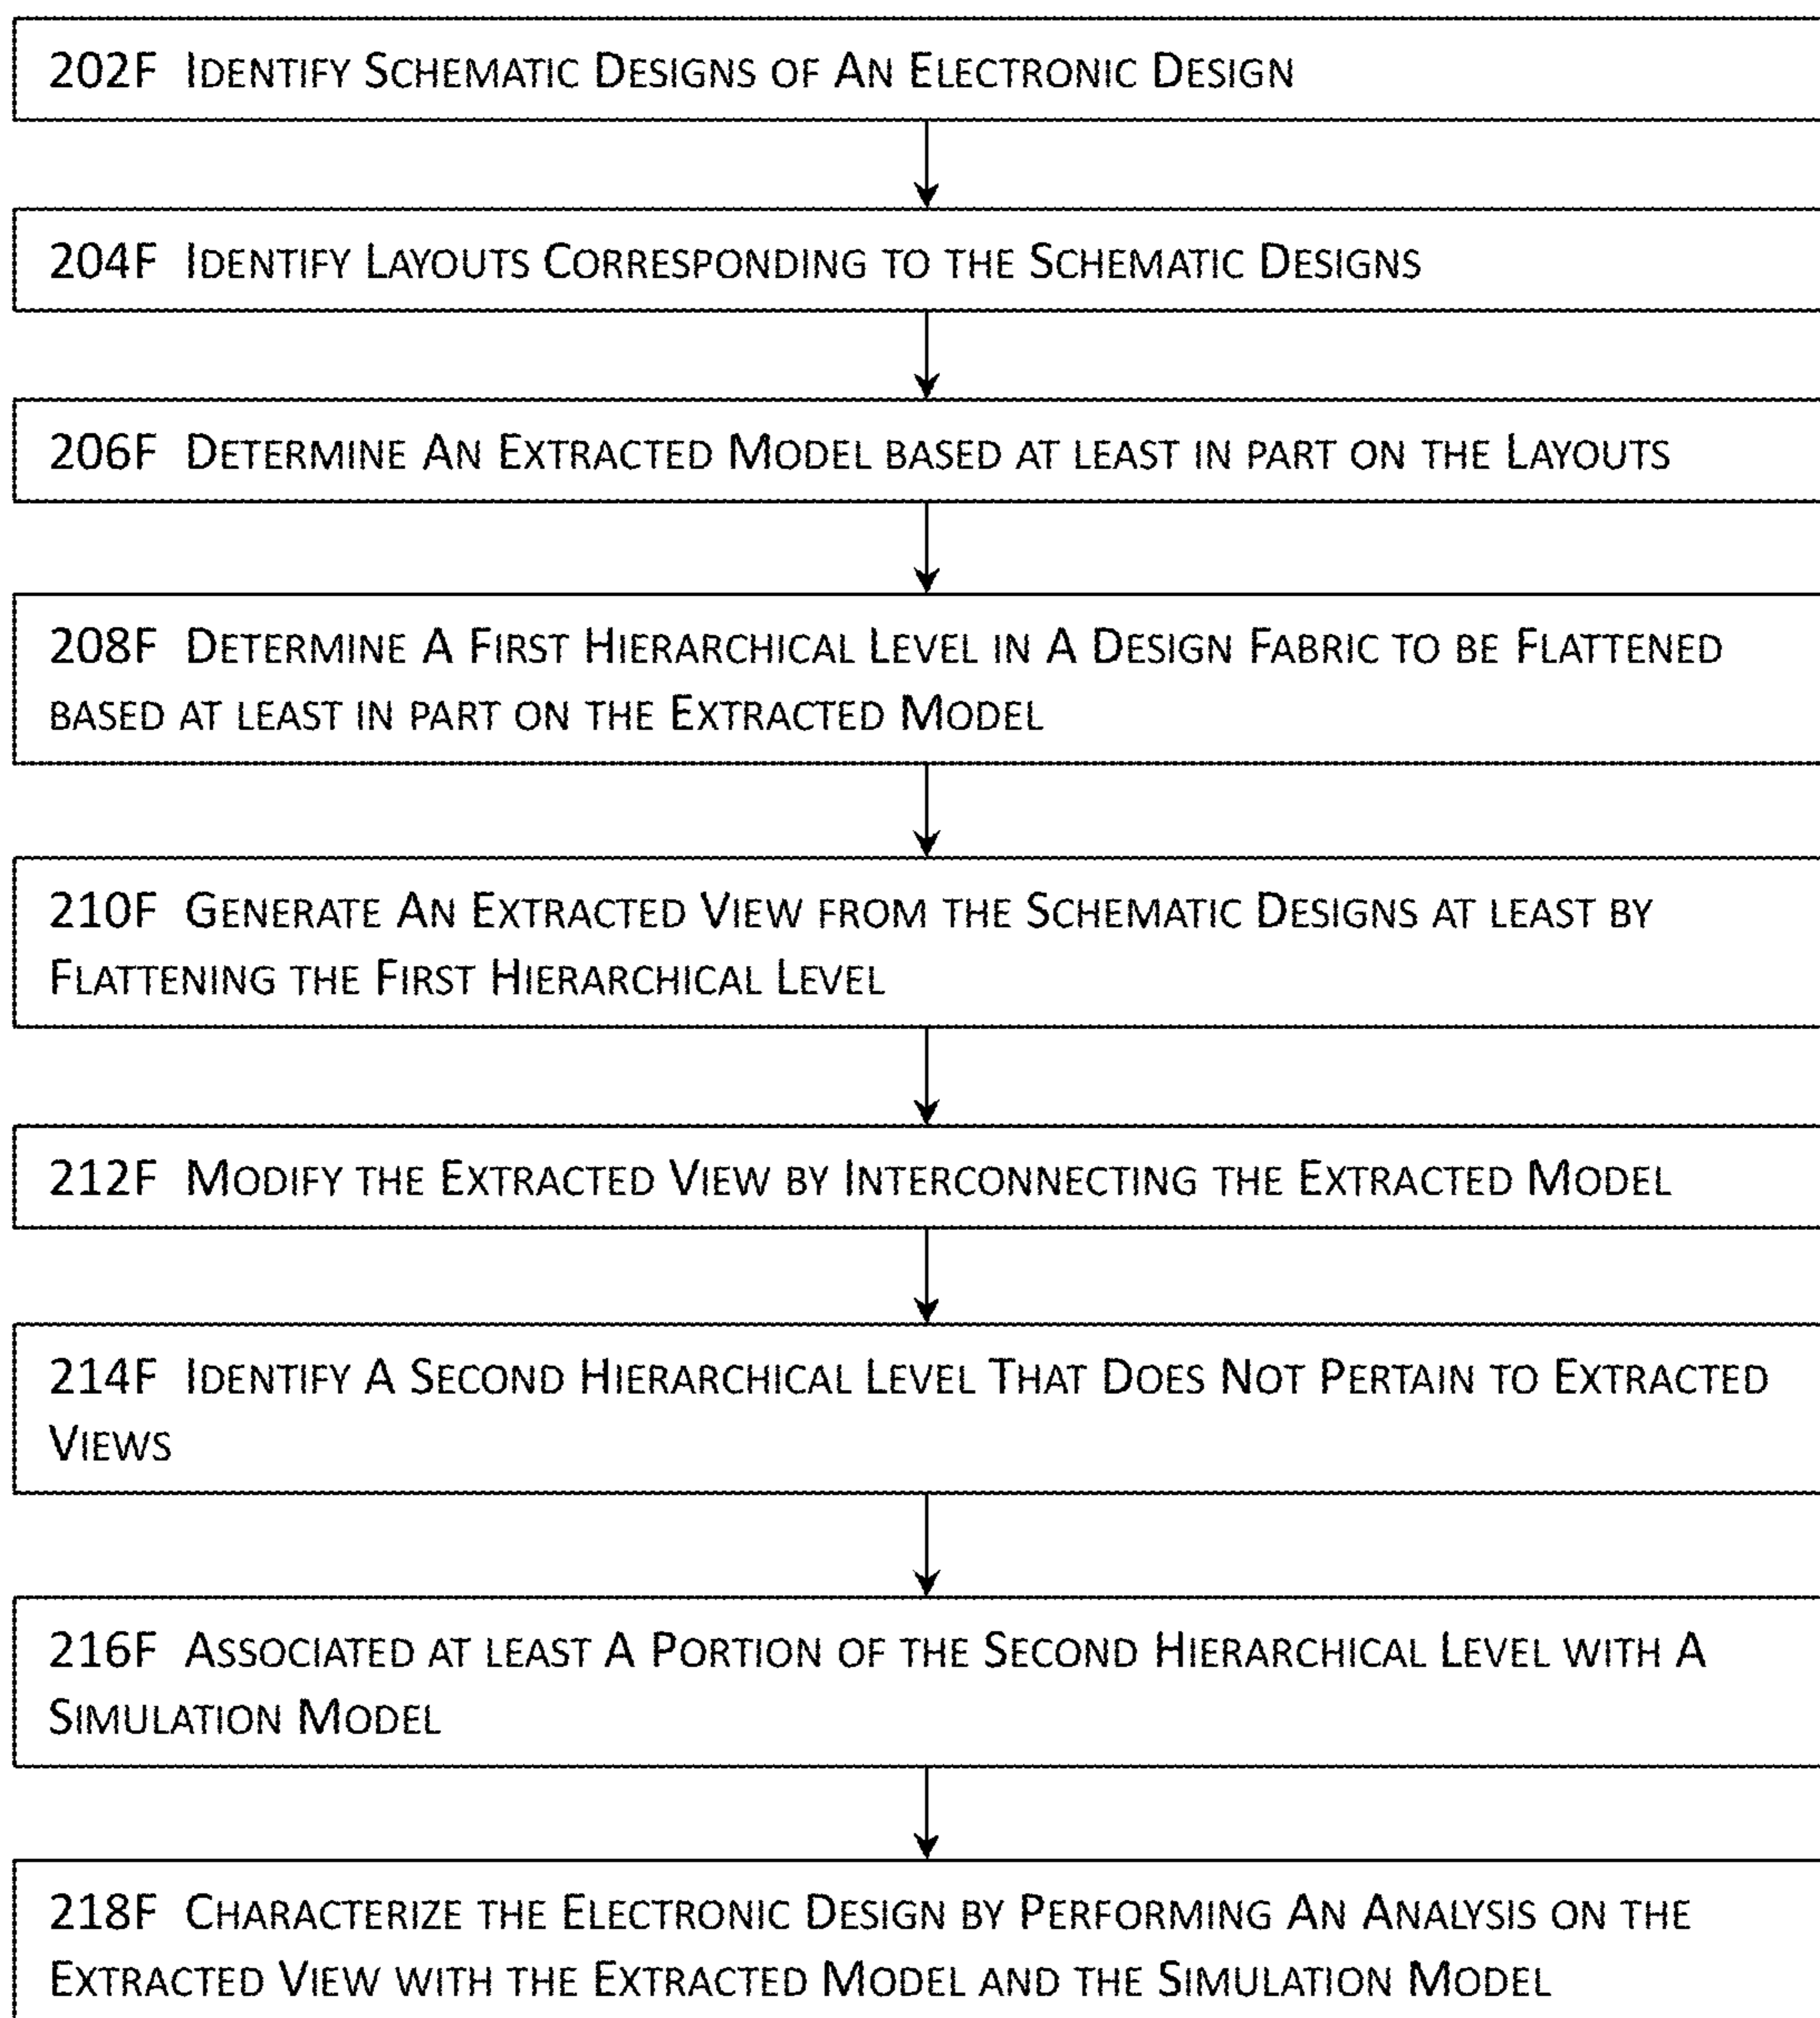 202F Identify Schematic Designs of An Electronic Design
204F Identify Layouts Corresponding to the Schematic Designs
206F Determine An Extracted Model based at least in part on the Layouts
208F Determine A First Hierarchical Level in A Design Fabric to be Flattened
based at least in part on the Extracted Model
210F Generate An Extracted View from the Schematic Designs at least by
Flattening the First Hierarchical Level
212F Modify the Extracted View by Interconnecting the Extracted Model
214F Identify A Second Hierarchical Level That Does Not Pertain to Extracted
Views
216F Associated at least A Portion of the Second Hierarchical Level with A
Simulation Model
218F Characterize the Electronic Design by Performing An Analysis on the
Extracted View with the Extracted Model and the Simulation Model